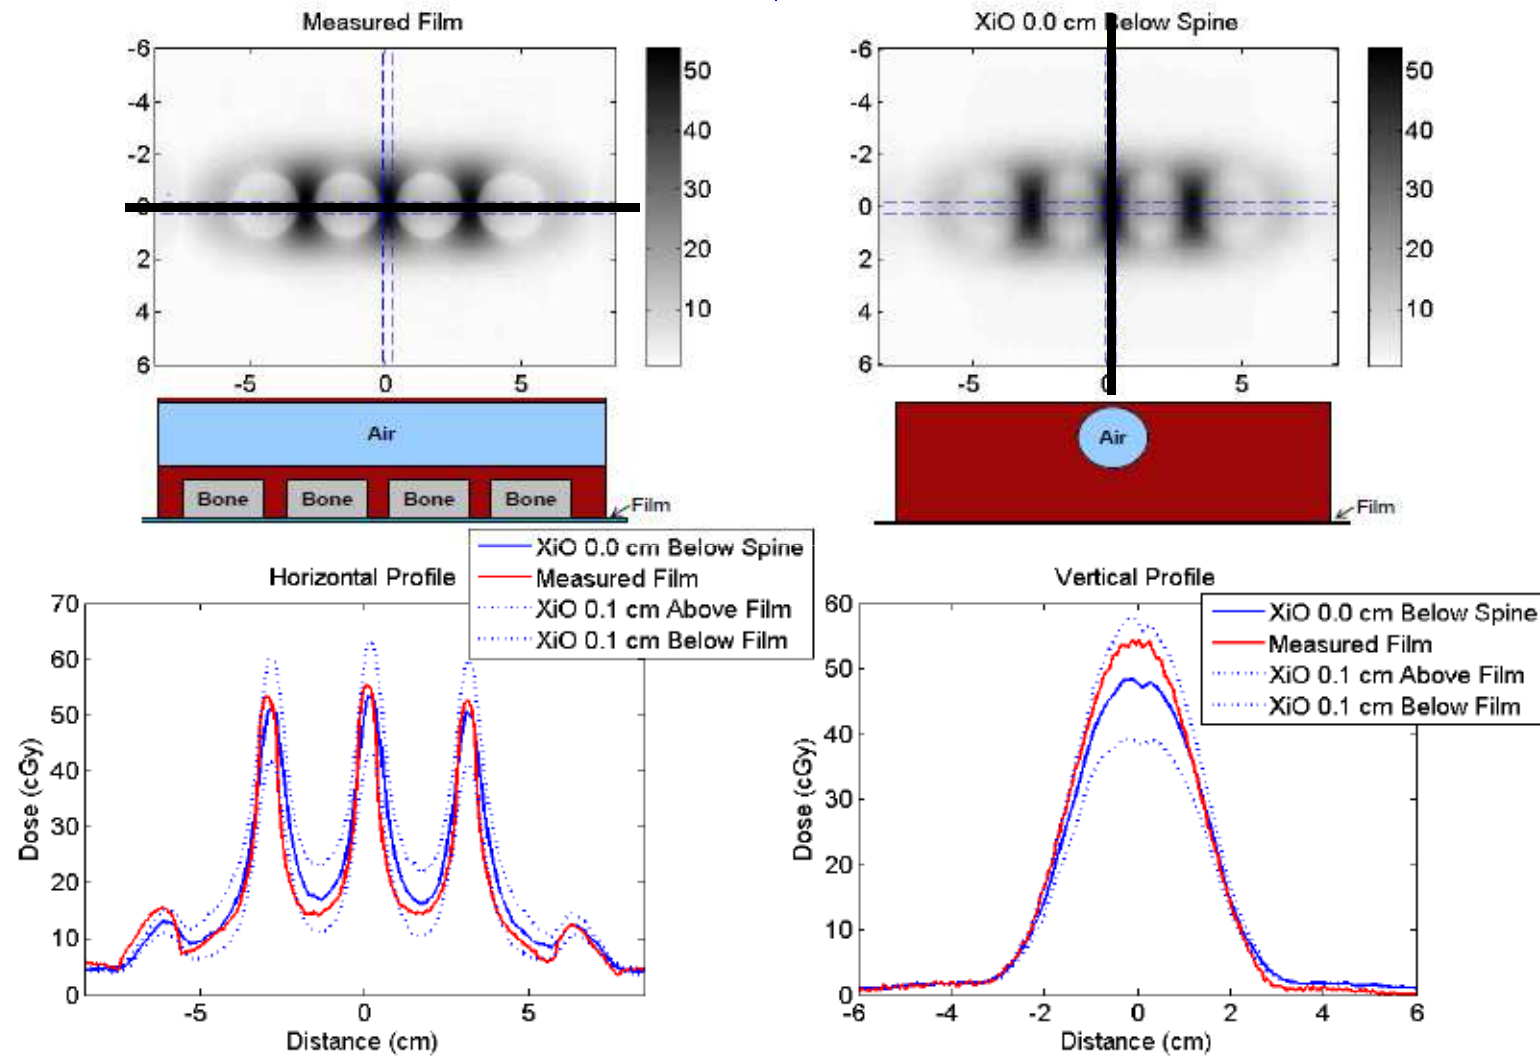 Measured Film
-6
-4
-2
0
2
4
6
-5
0
5
50
40
30
20
10
XiO 0.0 cm Below Spine
-6
-4
-2
0
2
4
6
-5
0
5
50
40
30
20
10
Air
Bone Bone Bone Bone
Film
Air
Film
Horizontal Profile
XiO 0.0 cm Below Spine
Measured Film
XiO 0.1 cm Above Film
XiO 0.1 cm Below Film
Dose (cGy)
70
60
50
40
30
20
10
0
-5 0 5
Distance (cm)
Vertical Profile
XiO 0.0 cm Below Spine
Measured Film
XiO 0.1 cm Above Film
XiO 0.1 cm Below Film
Dose (cGy)
60
50
40
30
20
10
0
-6 -4 -2 0 2 4 6
Distance (cm)